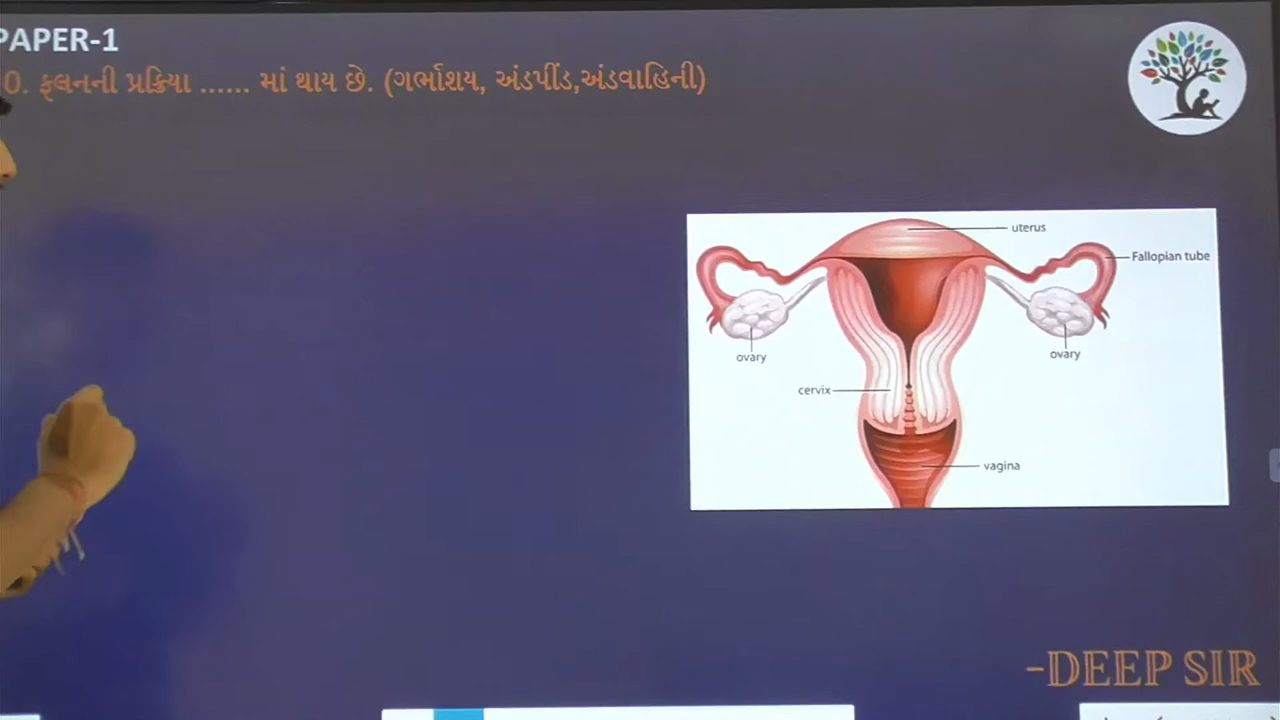 PAPER-1
0. ફલનની પ્રક્રિયા ...... માં થાય છે. (ગર્ભાશય, અંડપીંડ,અંડવાહિની)
uterus
Fallopian tube
ovary
ovary
cervix
vagina
-DEEP SIR